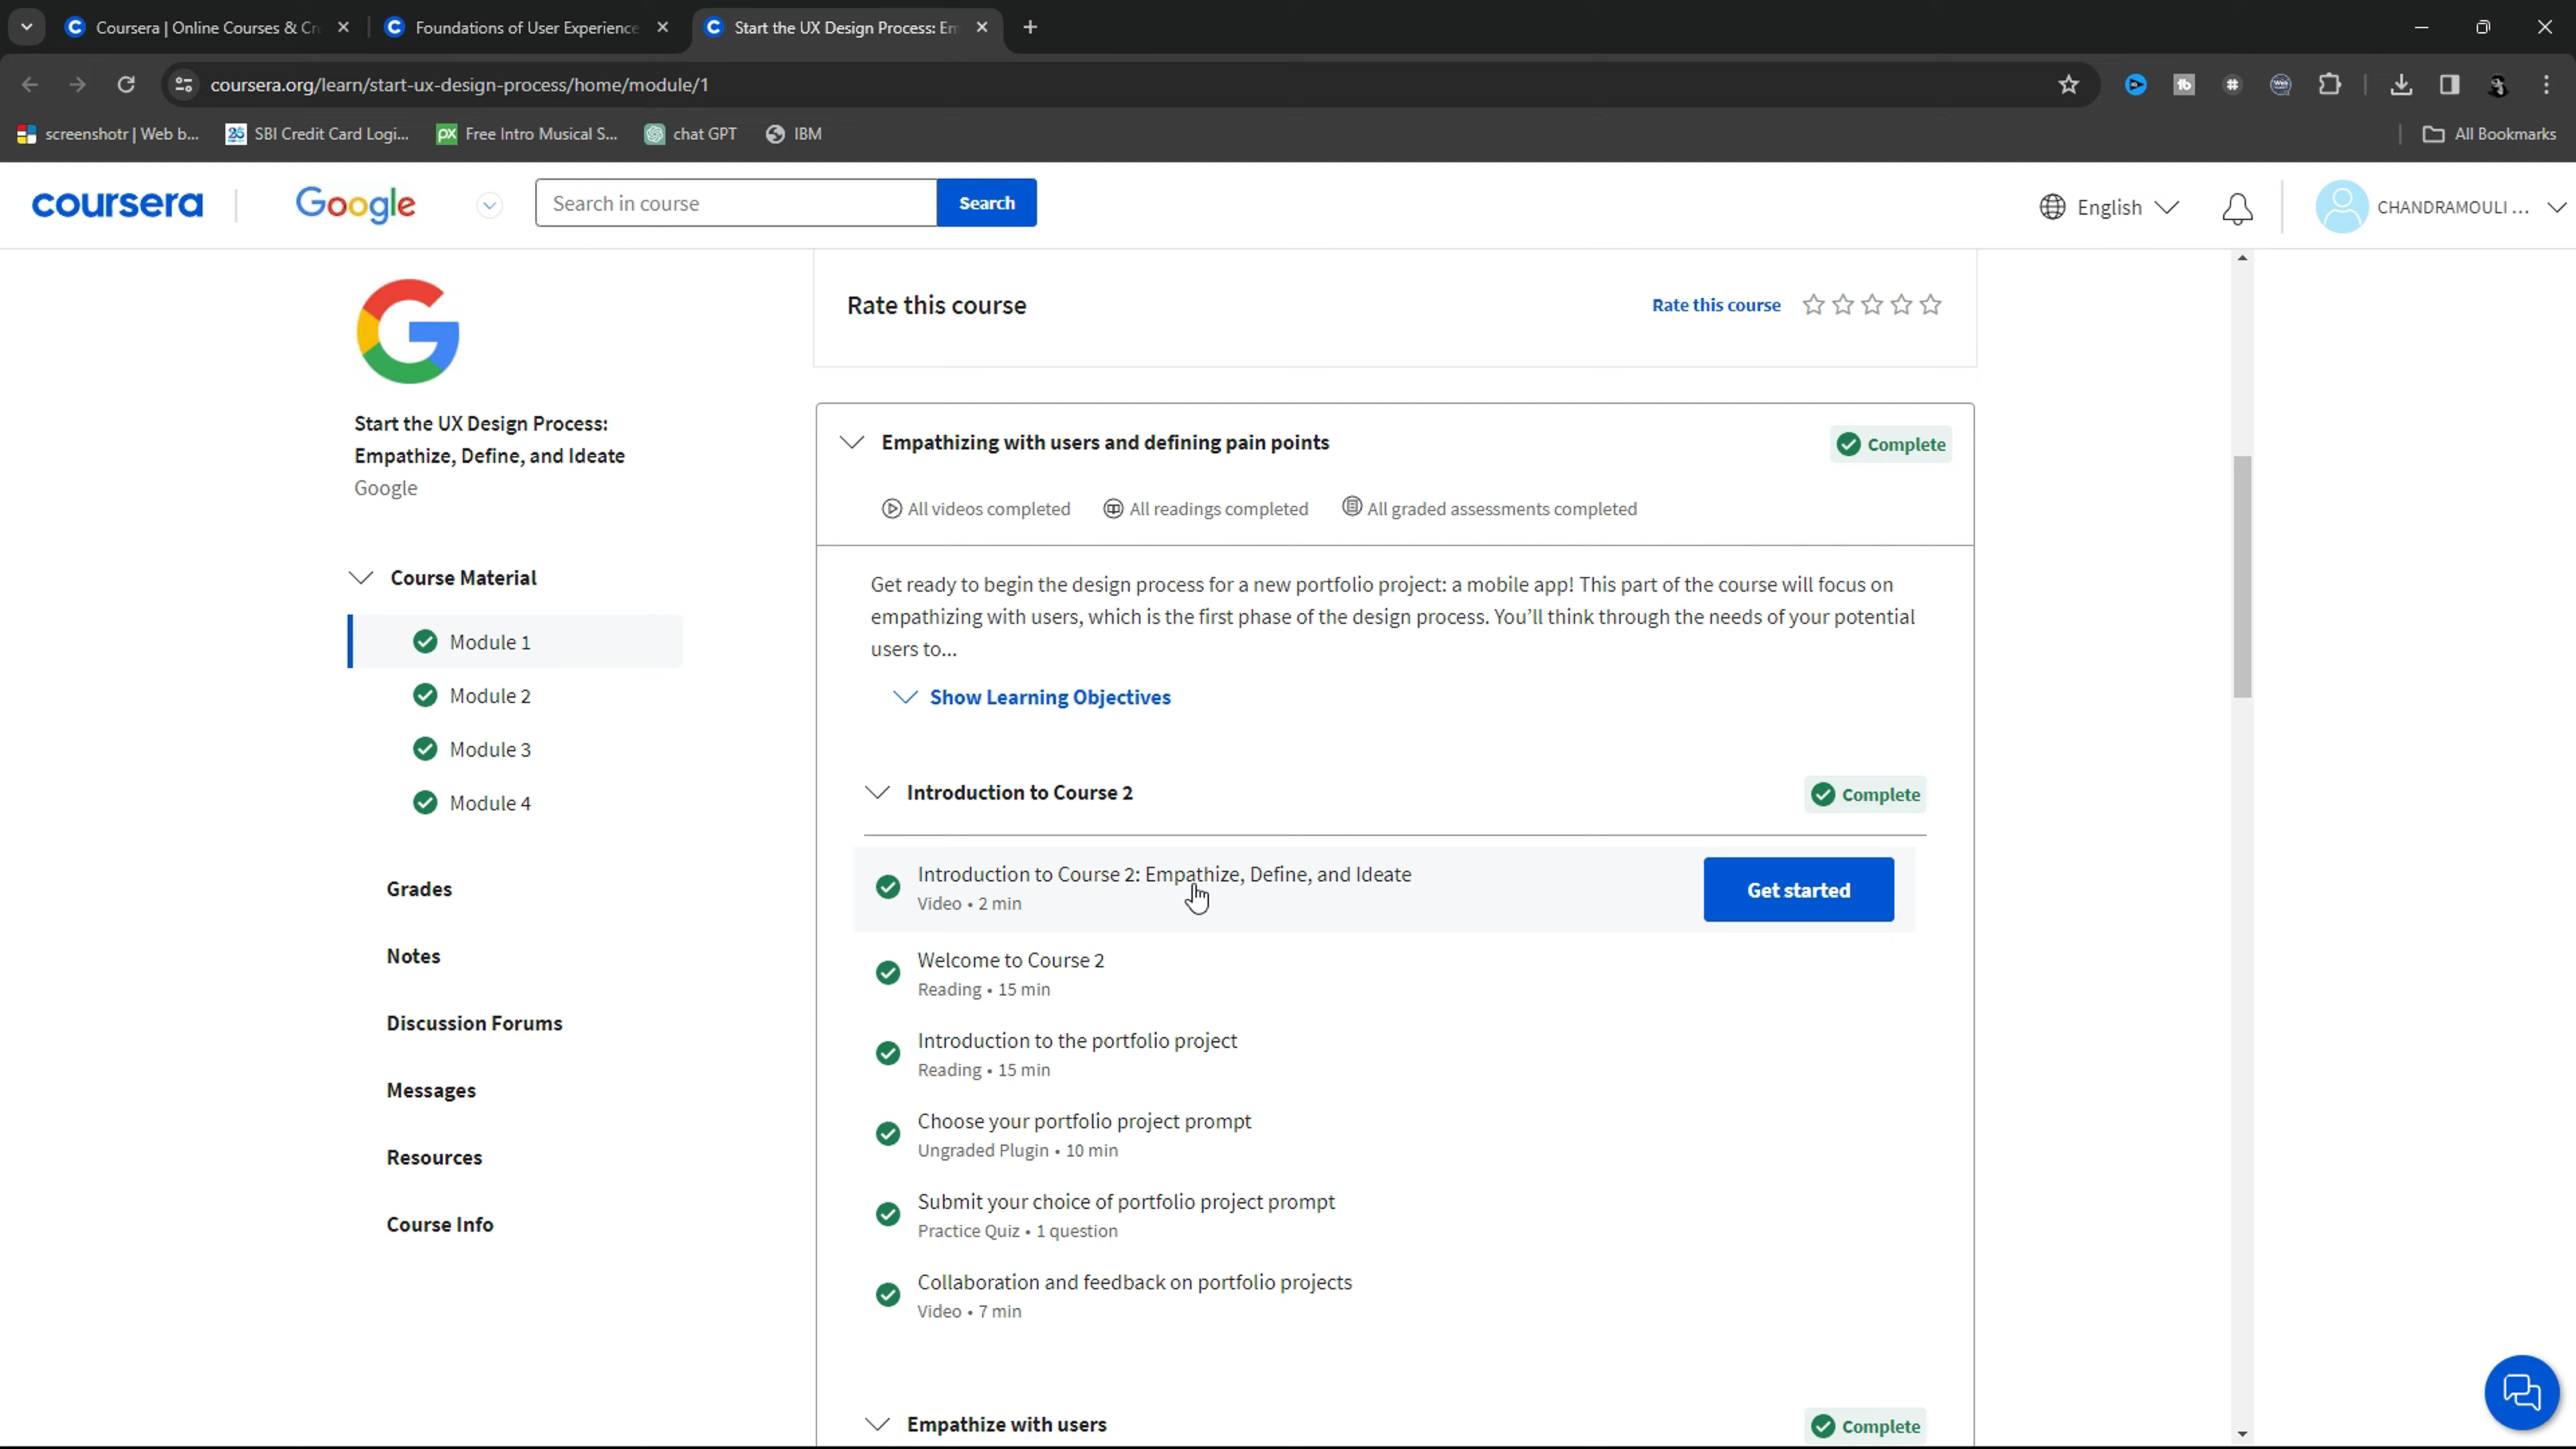 Coursera | Online Courses & Cr
Foundations of User Experience
Start the UX Design Process: Em
coursera.org/learn/start-ux-design-process/home/module/1
screenshotr | Web b...
SBI Credit Card Logi...
Free Intro Musical S...
chat GPT
IBM
All Bookmarks
coursera
Google
Search in course
Search
English
CHANDRAMOULI ...
Rate this course
Rate this course
Start the UX Design Process:
Empathize, Define, and Ideate
Google
Course Material
Module 1
Module 2
Module 3
Module 4
Grades
Notes
Discussion Forums
Messages
Resources
Course Info
Empathizing with users and defining pain points
Complete
All videos completed
All readings completed
All graded assessments completed
Get ready to begin the design process for a new portfolio project: a mobile app! This part of the course will focus on
empathizing with users, which is the first phase of the design process. You’ll think through the needs of your potential
users to...
Show Learning Objectives
Introduction to Course 2
Complete
Introduction to Course 2: Empathize, Define, and Ideate
Video • 2 min
Get started
Welcome to Course 2
Reading • 15 min
Introduction to the portfolio project
Reading • 15 min
Choose your portfolio project prompt
Ungraded Plugin • 10 min
Submit your choice of portfolio project prompt
Practice Quiz • 1 question
Collaboration and feedback on portfolio projects
Video • 7 min
Empathize with users
Complete